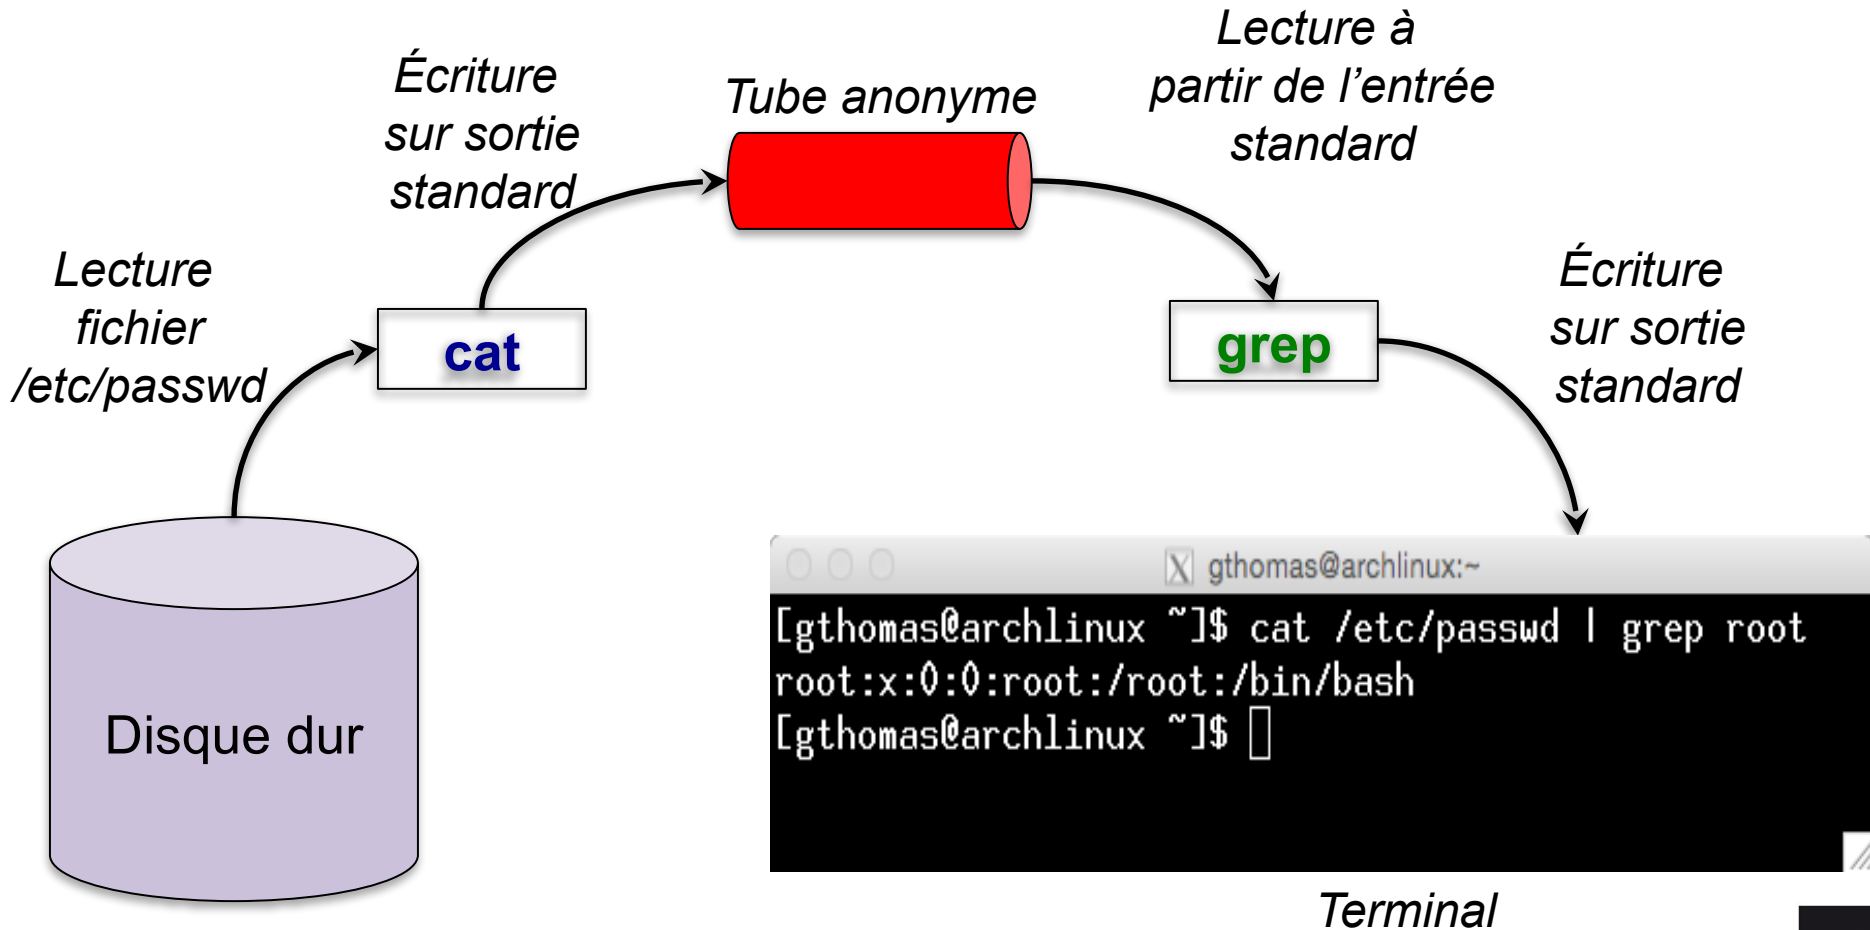 Lecture à
partir de l’entrée
standard
Écriture
sur sortie
standard
Tube anonyme
Lecture
fichier
/etc/passwd
cat
grep
Écriture
sur sortie
standard
Disque dur
gthomas@archlinux:~
[gthomas@archlinux ~]$ cat /etc/passwd | grep root
root:x:0:0:root:/root:/bin/bash
[gthomas@archlinux ~]$
Terminal